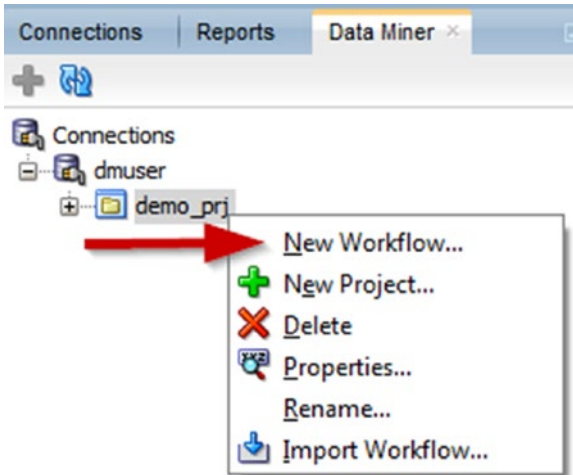 Connections Reports Data Miner
Connections
dmuser
demo_prj
New Workflow...
New Project...
Delete
Properties...
Rename...
Import Workflow...